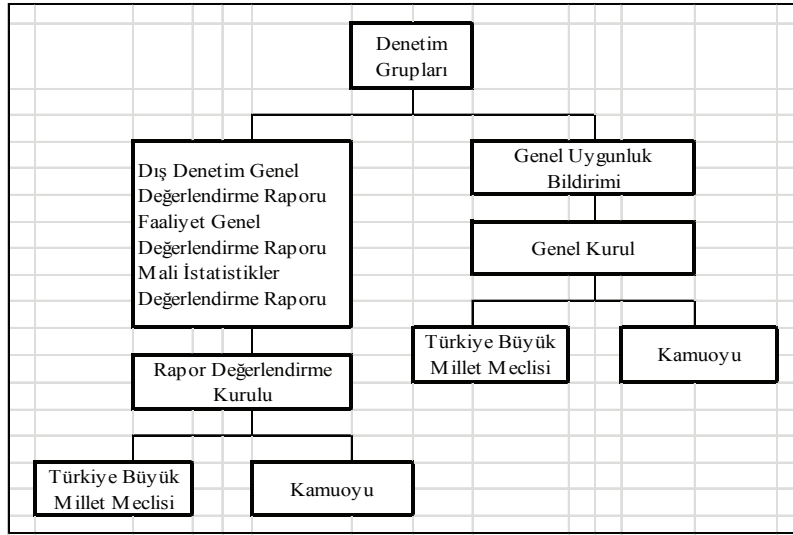 Denetim
Grupları
Dış Denetim Genel
Değerlendirme Raporu
Faaliyet Genel
Değerlendirme Raporu
Mali İstatistikler
Değerlendirme Raporu
Genel Uygunluk
Bildirimi
Genel Kurul
Türkiye Büyük
Millet Meclisi
Kamuoyu
Rapor Değerlendirme
Kurulu
Türkiye Büyük
Millet Meclisi
Kamuoyu